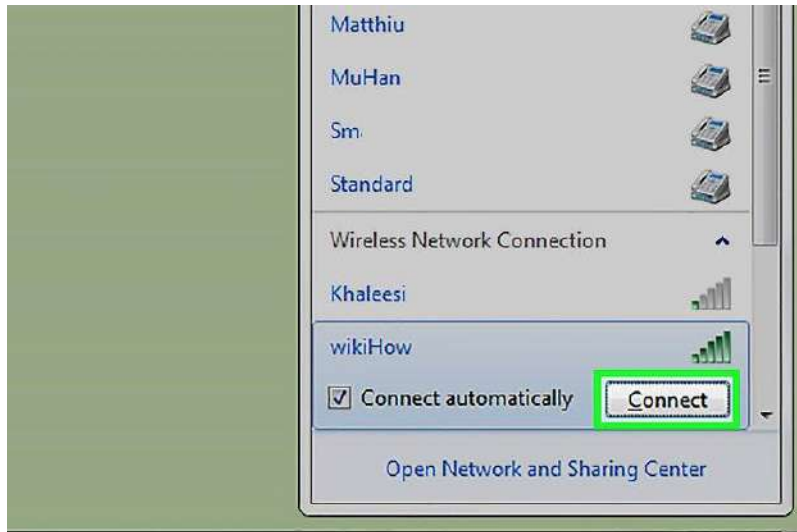 Matthiu
MuHan
Sm
Standard
Wireless Network Connection
Khaleesi
wikiHow
Connect automatically
Connect
Open Network and Sharing Center